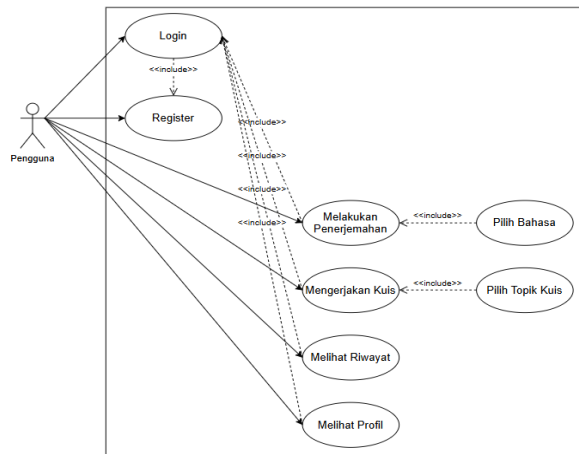 Login
<<include>>
Register
Pengguna
<<include>>
<<include>>
<<include>>
<<include>>
Melakukan
Penerjemahan
<<include>>
Pilih Bahasa
Mengerjakan Kuis
<<include>>
Pilih Topik Kuis
Melihat Riwayat
Melihat Profil